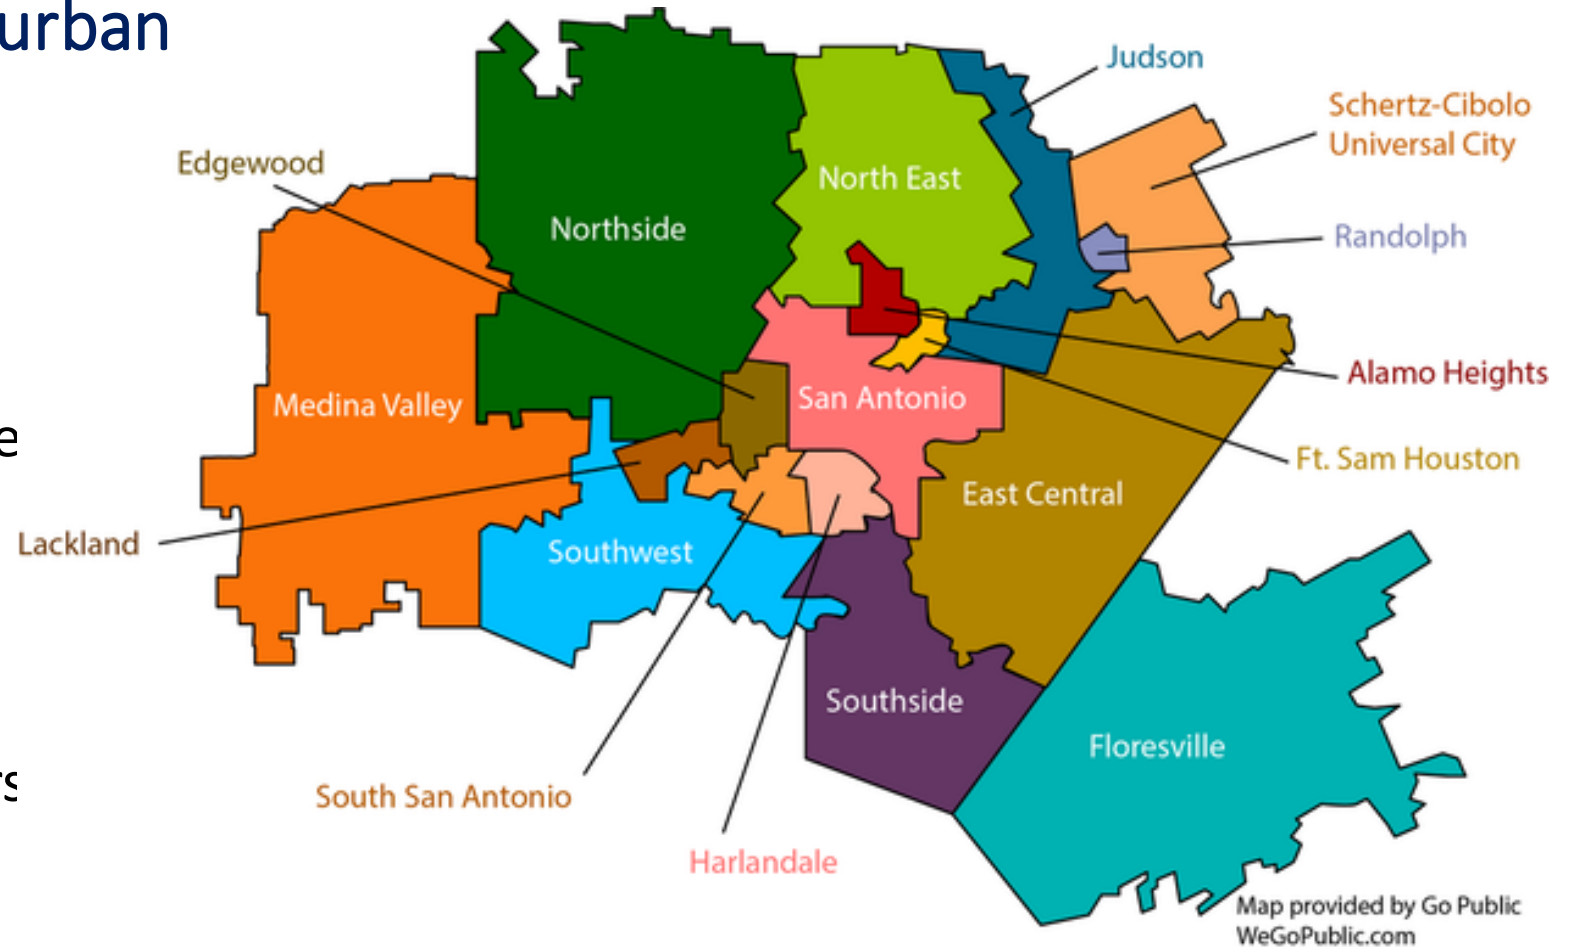 urban
Judson
Schertz-Cibolo
Universal City
Edgewood
North East
Northside
Randolph
Alamo Heights
Medina Valley
San Antonio
e
Ft. Sam Houston
East Central
Lackland
Southwest
Southside
Floresville
rs
South San Antonio
Harlandale
Map provided by Go Public
WeGoPublic.com